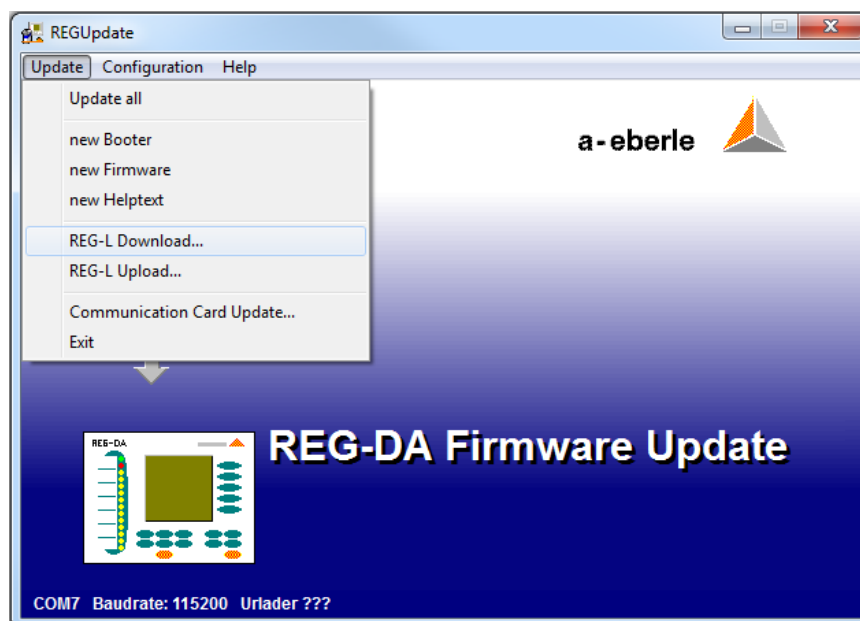 REGUpdate
Update Configuration Help
Update all
new Booter
new Firmware
new Helptext
REG-L Download...
REG-L Upload...
Communication Card Update...
Exit
a-eberle
REG-DA
REG-DA Firmware Update
COM7 Baudrate: 115200 Urlader ???